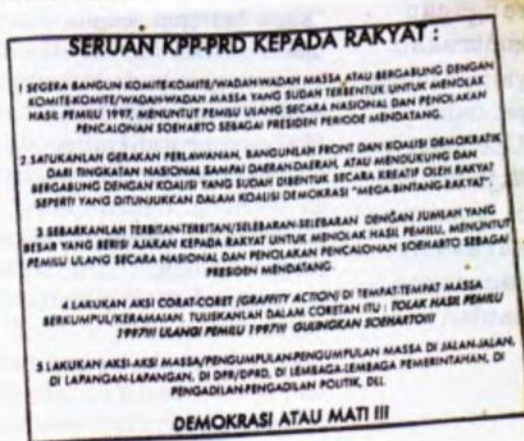 SERUAN KPP-PRD KEPADA RAKYAT :
1 SEGERA BANGUN KOMITE-KOMITE/WADAH-WADAH MASSA ATAU BERGABUNG DENGAN
KOMITE-KOMITE/WADAH-WADAH MASSA YANG SUDAH TERBENTUK UNTUK MENOLAK
HASIL PEMILU 1997, MENUNTUT PEMILU ULANG SECARA NASIONAL DAN PENOLAKAN
PENCALONAN SOEHARTO SEBAGAI PRESIDEN PERIODE MENDATANG.
2 SATUKANLAH GERAKAN PERLAWANAN, BANGUNLAH FRONT DAN KOALISI DEMOKRATIK
DARI TINGKATAN NASIONAL SAMPAI DAERAH-DAERAH, ATAU MENDUKUNG DAN
BERGABUNG DENGAN KOALISI YANG SUDAH DIBENTUK SECARA KREATIF OLEH RAKYAT
SEPERTI YANG DITUNJUKKAN DALAM KOALISI DEMOKRASI "MEGA-BINTANG-RAKYAT".
3 SEBARKANLAH TERBITAN-TERBITAN/SELEBARAN-SELEBARAN DENGAN JUMLAH YANG
BESAR YANG BERISI AJARAN KEPADA RAKYAT UNTUK MENOLAK HASIL PEMILU, MENUNTUT
PEMILU ULANG SECARA NASIONAL DAN PENOLAKAN PENCALONAN SOEHARTO SEBAGAI
PRESIDEN MENDATANG.
4 LAKUKAN AKSI CORAT-CORET (GRAFFITY ACTION) DI TEMPAT-TEMPAT MASSA
BERKUMPUL/KERAMAIAN, TULISKANLAH DALAM CORETAN ITU : TOLAK HASIL PEMILU
1997!!! ULANGI PEMILU 1997!!! GULINGKAN SOEHARTO!!!
5 LAKUKAN AKSI-AKSI MASSA/PENGUMPULAN-PENGUMPULAN MASSA DI JALAN-JALAN,
DI LAPANGAN-LAPANGAN, DI DPR/DPRD, DI LEMBAGA-LEMBAGA PEMERINTAHAN, DI
PENGADILAN-PENGADILAN POLITIK, DLL.
DEMOKRASI ATAU MATI !!!